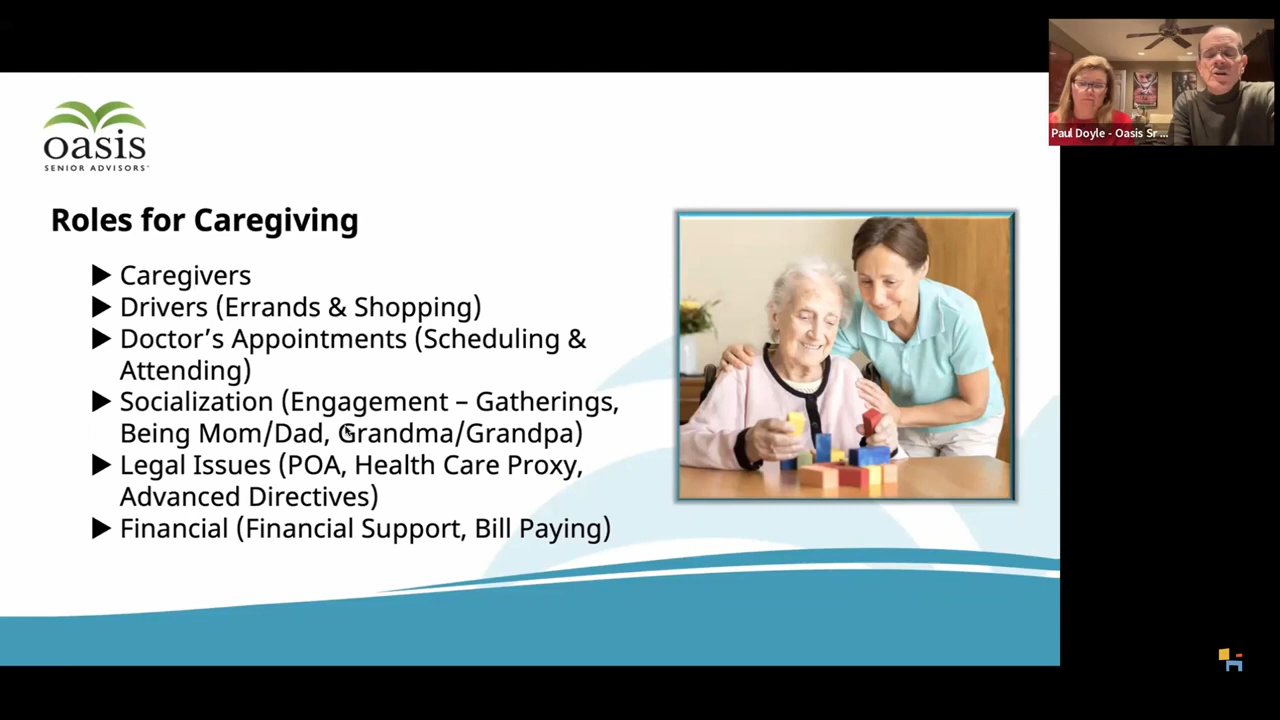 oasis
SENIOR ADVISORS
Roles for Caregiving
Caregivers
Drivers (Errands & Shopping)
Doctor’s Appointments (Scheduling &
Attending)
Socialization (Engagement – Gatherings,
Being Mom/Dad, Grandma/Grandpa)
Legal Issues (POA, Health Care Proxy,
Advanced Directives)
Financial (Financial Support, Bill Paying)
Paul Doyle - Oasis Sr ...